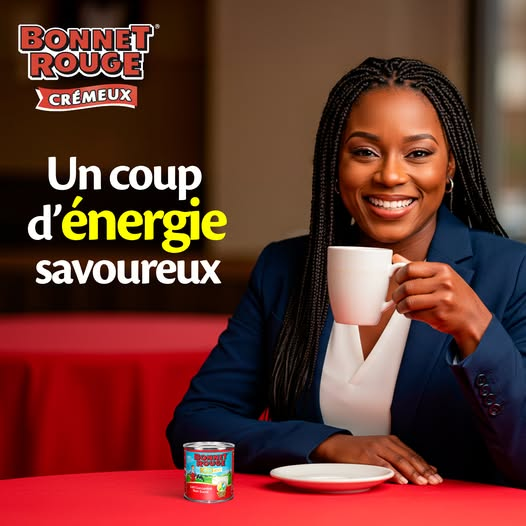 BONNET®
ROUGE
CRÉMEUX
Un coup
d'énergie
savoureux
BONNET
ROUGE